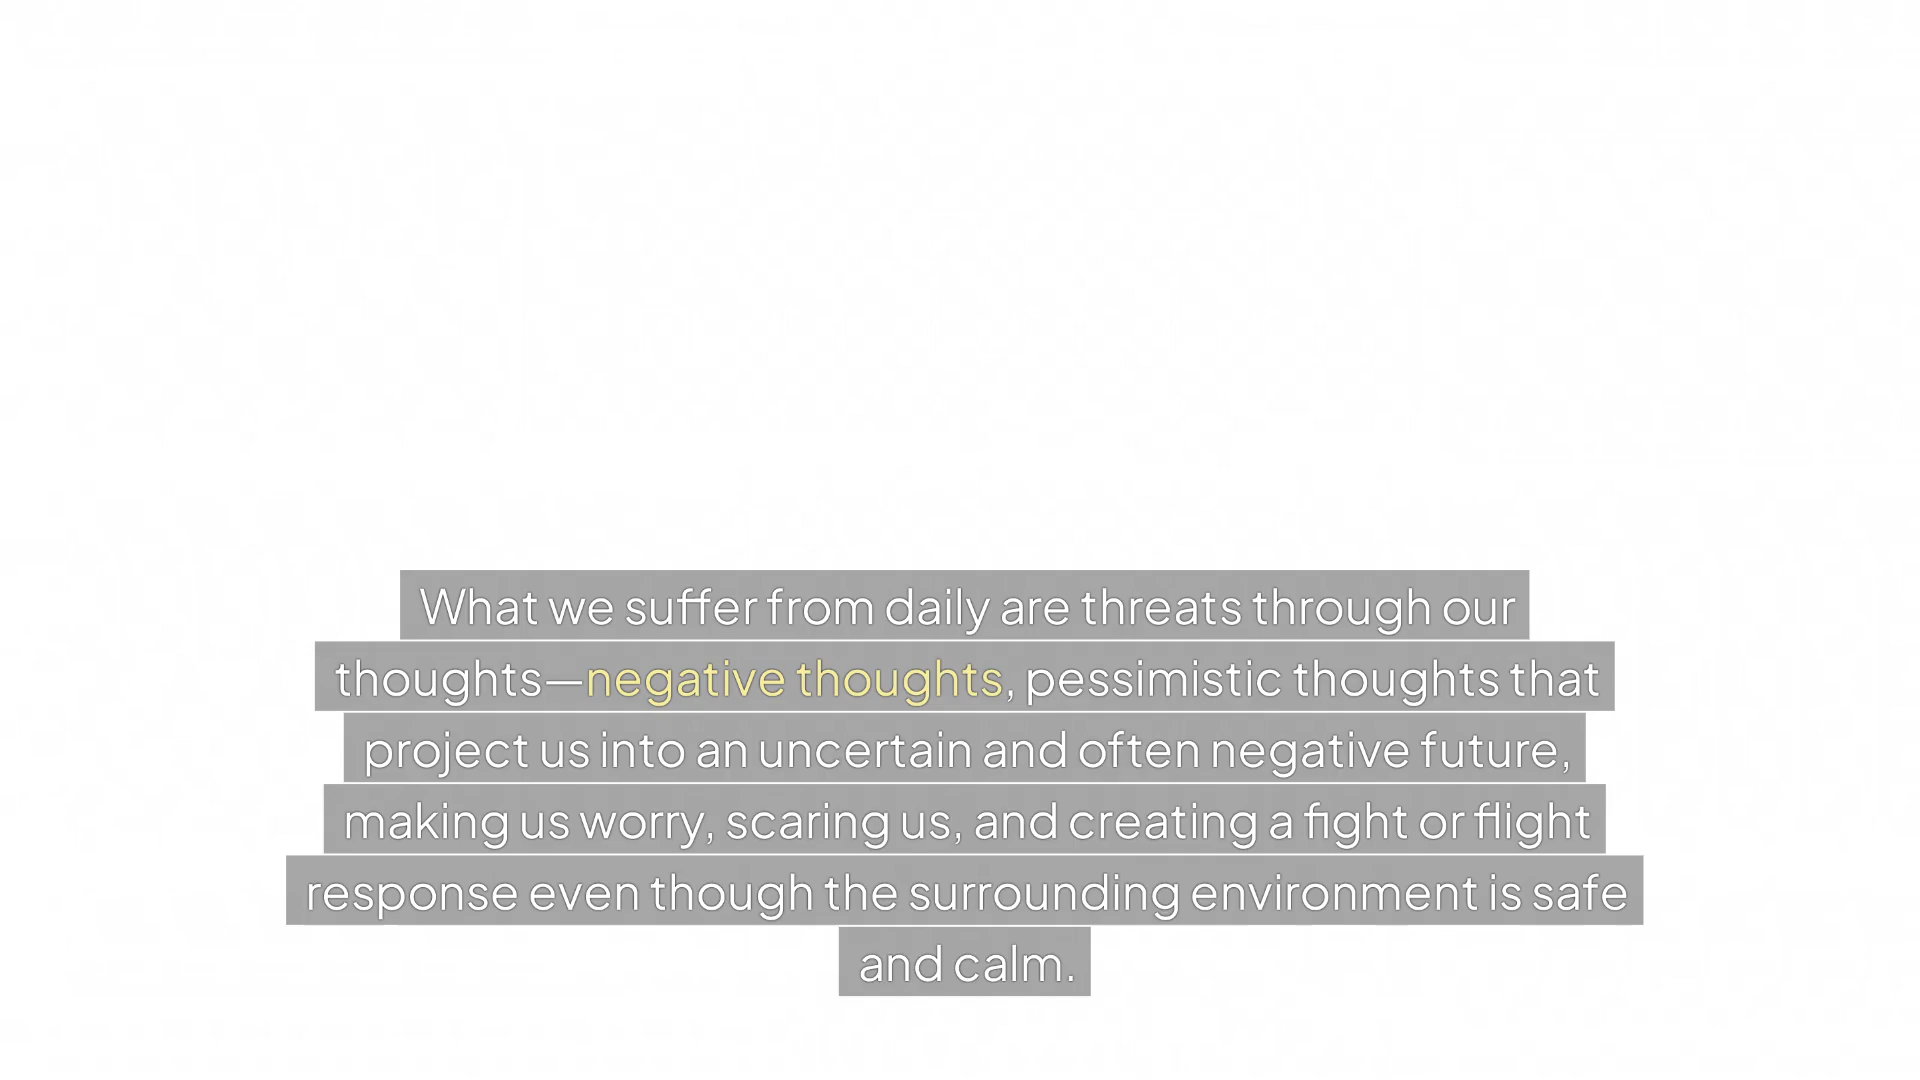 What we suffer from daily are threats through our
thoughts—negative thoughts, pessimistic thoughts that
project us into an uncertain and often negative future,
making us worry, scaring us, and creating a fight or flight
response even though the surrounding environment is safe
and calm.